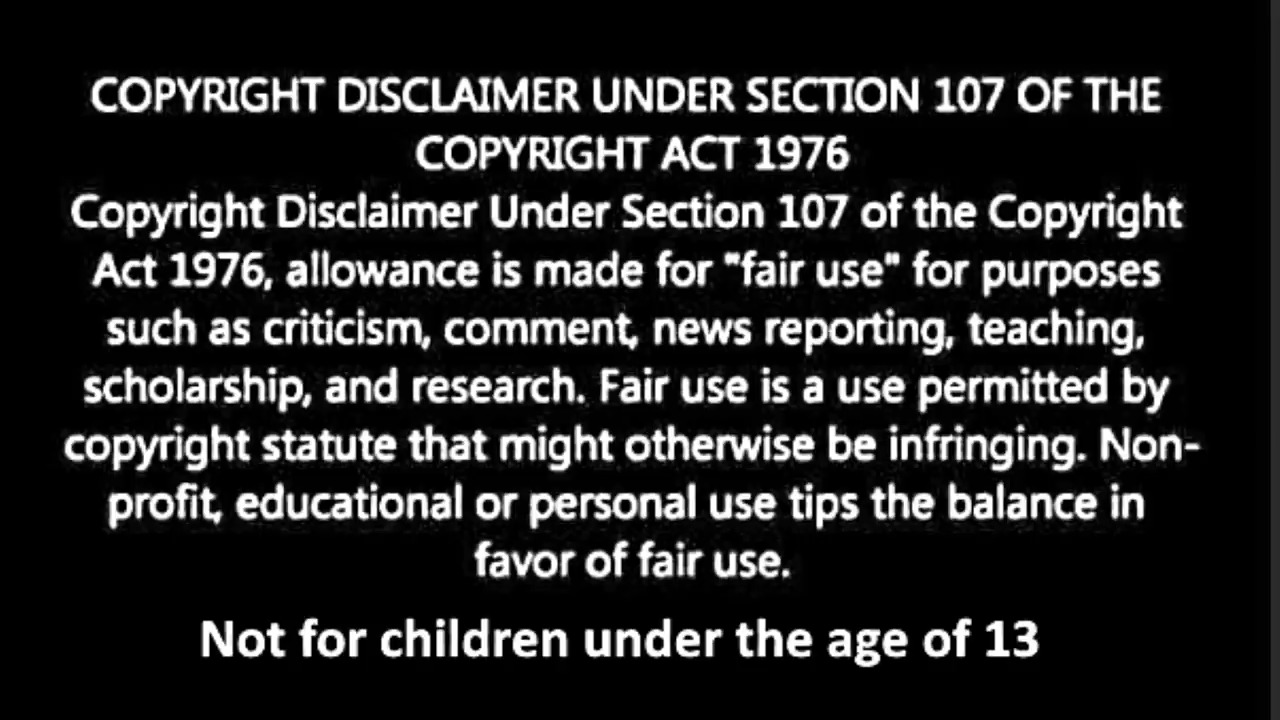 COPYRIGHT DISCLAIMER UNDER SECTION 107 OF THE
COPYRIGHT ACT 1976
Copyright Disclaimer Under Section 107 of the Copyright
Act 1976, allowance is made for "fair use" for purposes
such as criticism, comment, news reporting, teaching,
scholarship, and research. Fair use is a use permitted by
copyright statute that might otherwise be infringing. Non-
profit, educational or personal use tips the balance in
favor of fair use.
Not for children under the age of 13